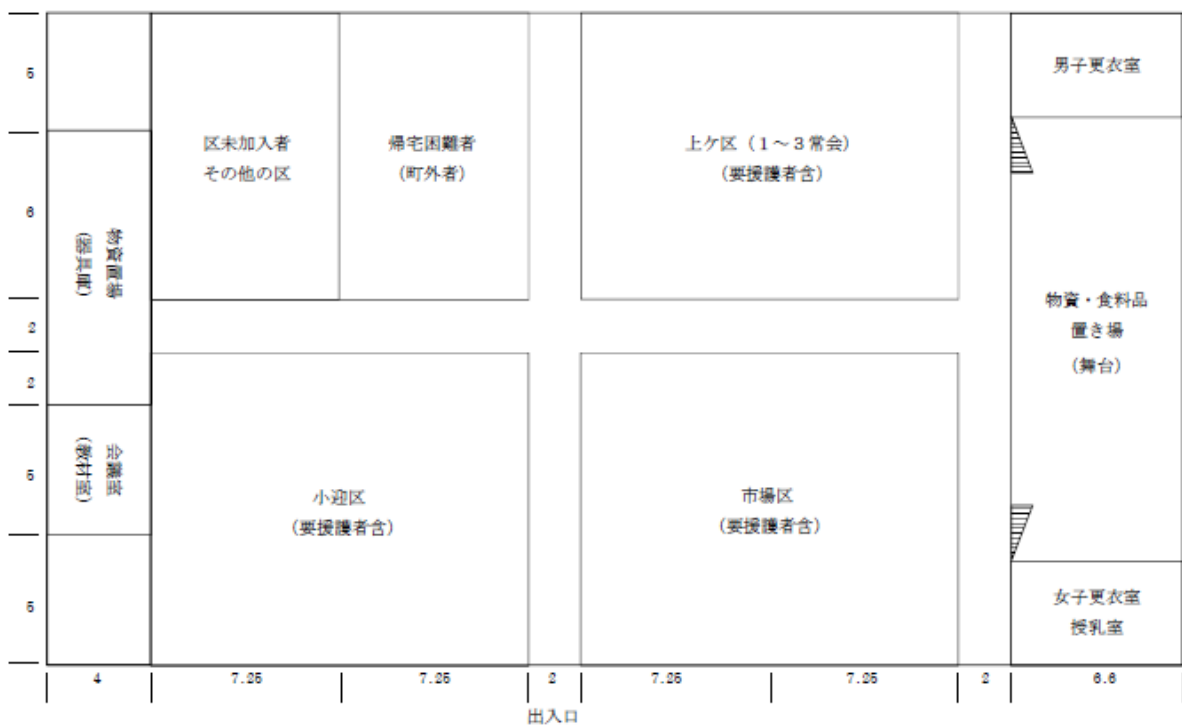 5
6
2
2
5
5
物資置場
(器具庫)
会議室
(教材室)
区未加入者
その他の区
帰宅困難者
(町外者)
上ケ区(1~3常会)
(要援護者含)
男子更衣室
物資・食料品
置き場
(舞台)
小迎区
(要援護者含)
市場区
(要援護者含)
女子更衣室
授乳室
4
7.25
7.25
2
7.25
7.25
2
6.6
出入口